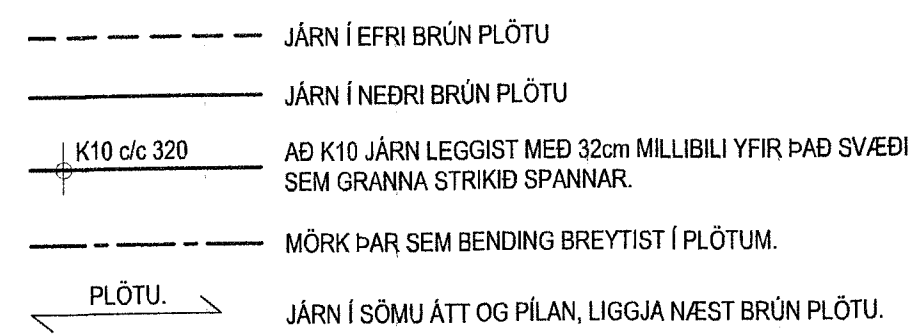 JÁRN Í EFRI BRÚN PLÖTU
JÁRN Í NEÐRI BRÚN PLÖTU
K10 c/c 320
AÐ K10 JÁRN LEGGIST MEÐ 32cm MILLIBILI YFIR ÞAÐ SVÆÐI
SEM GRANNA STRIKIÐ SPANNAR.
MÖRK ÞAR SEM BENDING BREYTIST Í PLÖTUM.
PLÖTU.
JÁRN Í SÖMU ÁTT OG PÍLAN, LIGGJA NÆST BRÚN PLÖTU.